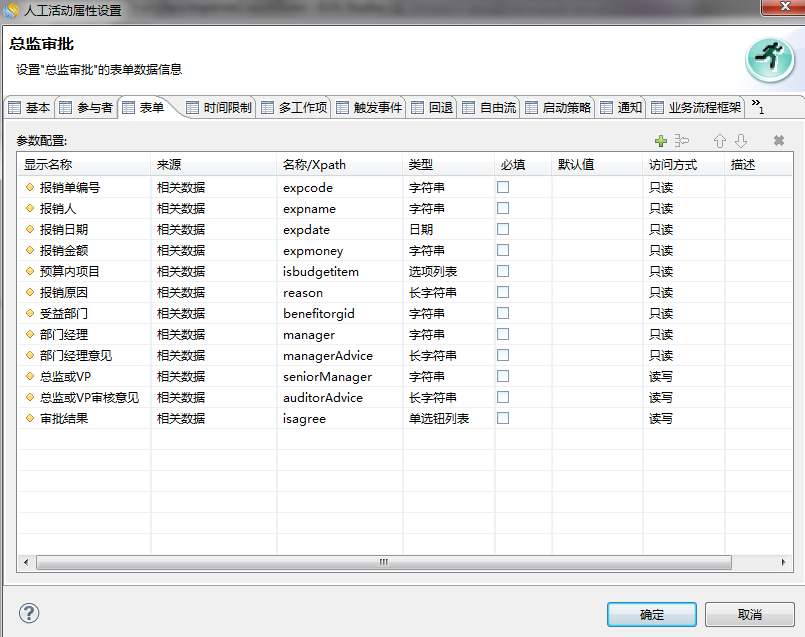 人工活动属性设置
总监审批
设置"总监审批"的表单数据信息
基本 参与者 表单 时间限制 多工作项 触发事件 回退 自由流 启动策略 通知 业务流程框架 »1
参数配置:
显示名称 来源 名称/Xpath 类型 必填 默认值 访问方式 描述
报销单编号 相关数据 expcode 字符串 只读
报销人 相关数据 expname 字符串 只读
报销日期 相关数据 expdate 日期 只读
报销金额 相关数据 expmoney 字符串 只读
预算内项目 相关数据 isbudgetitem 选项列表 只读
报销原因 相关数据 reason 长字符串 只读
受益部门 相关数据 benefitorgid 字符串 只读
部门经理 相关数据 manager 字符串 只读
部门经理意见 相关数据 managerAdvice 长字符串 只读
总监或VP 相关数据 seniorManager 字符串 读写
总监或VP审核意见 相关数据 auditorAdvice 长字符串 读写
审批结果 相关数据 isagree 单选钮列表 读写
确定 取消